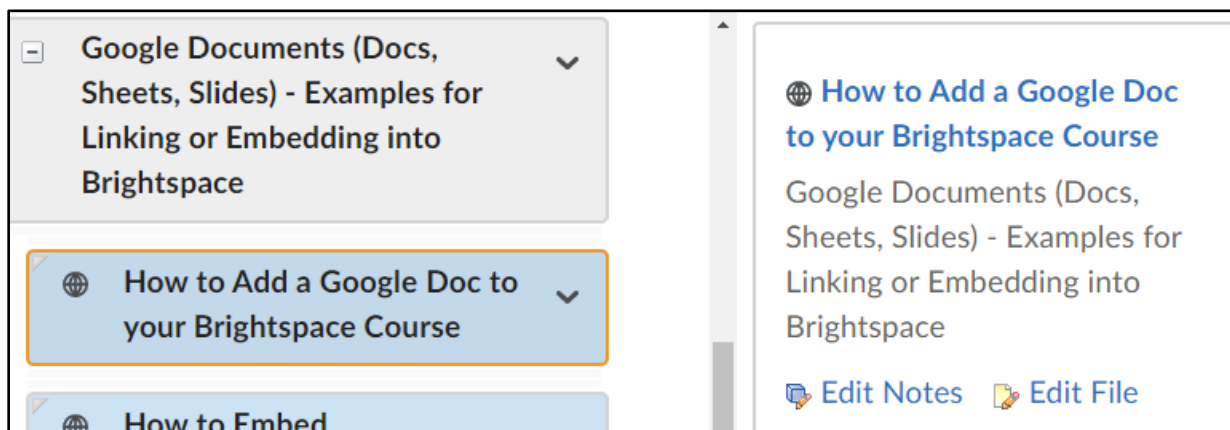 Google Documents (Docs,
Sheets, Slides) - Examples for
Linking or Embedding into
Brightspace
How to Add a Google Doc to
your Brightspace Course
How to Embed
How to Add a Google Doc
to your Brightspace Course
Google Documents (Docs,
Sheets, Slides) - Examples for
Linking or Embedding into
Brightspace
Edit Notes Edit File